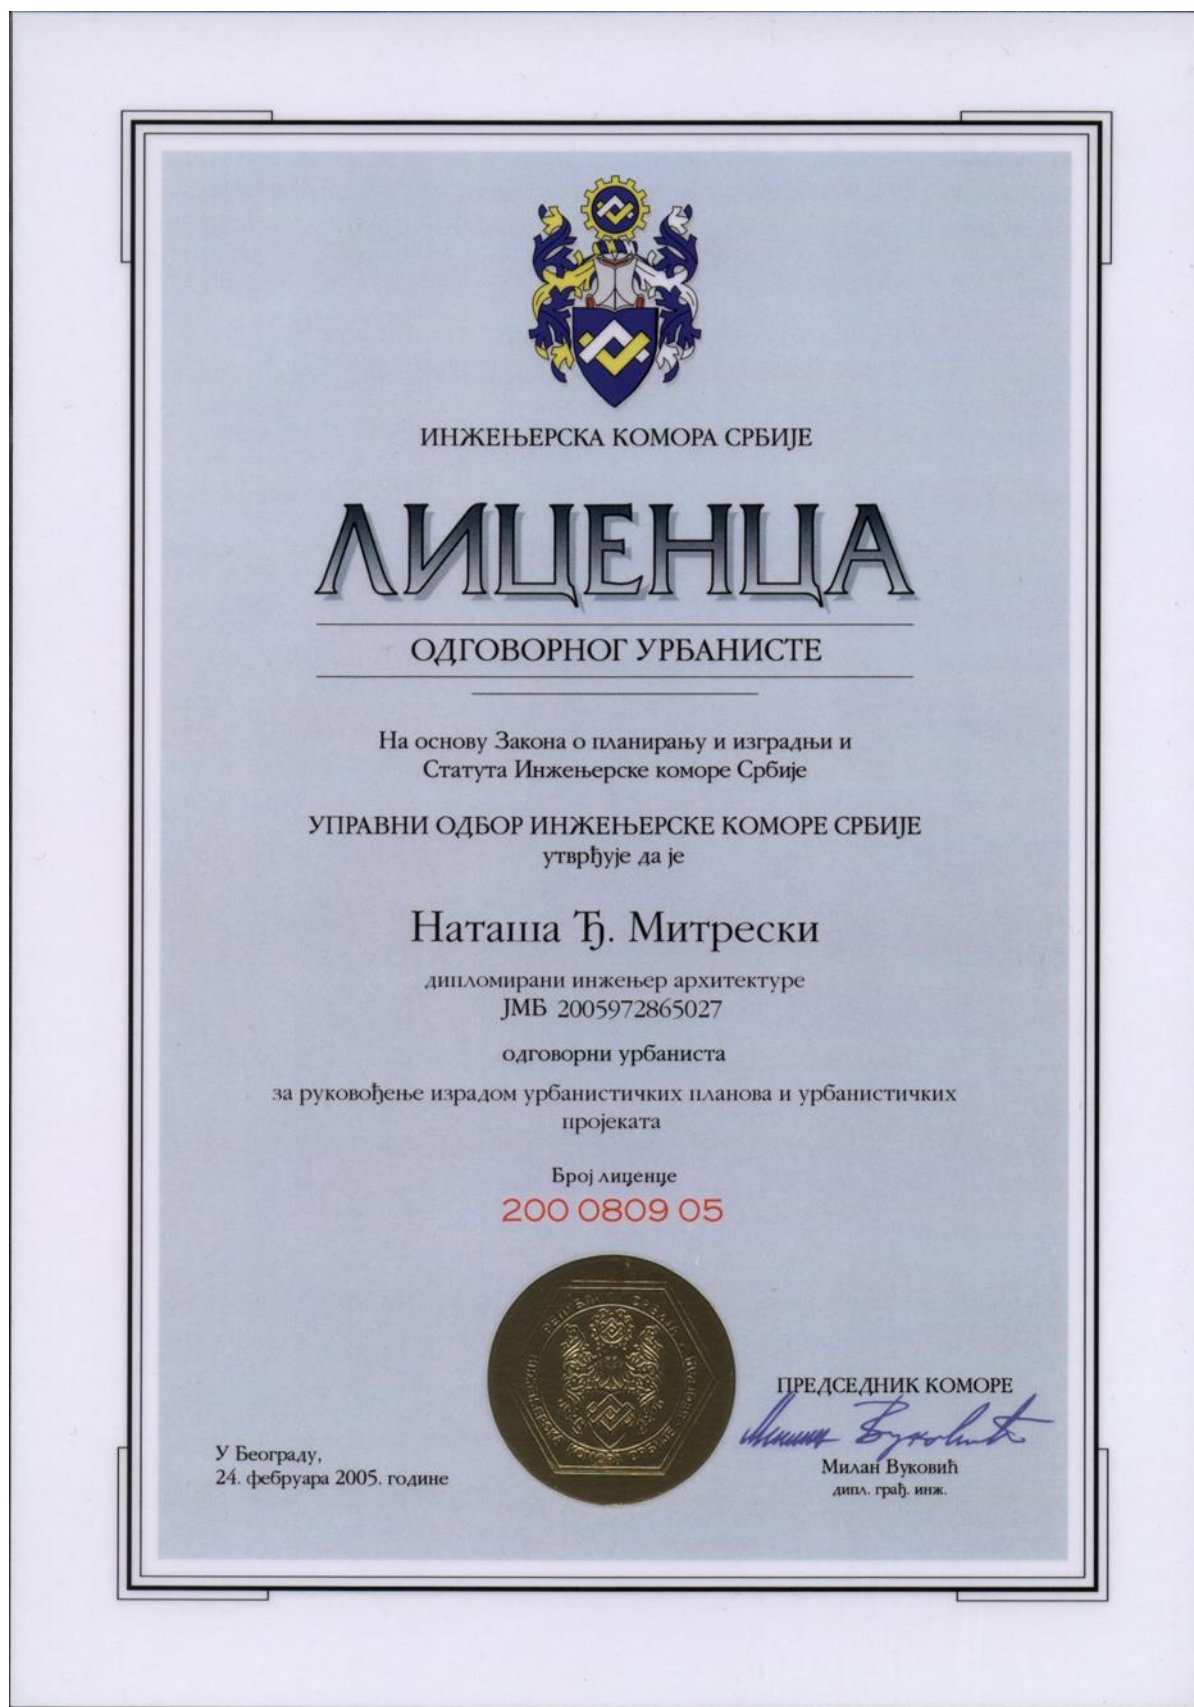 ИНЖЕЊЕРСКА КОМОРА СРБИЈЕ
ЛИЦЕНЦА
ОДГОВОРНОГ УРБАНИСТЕ
На основу Закона о планирању и изградњи и
Статута Инжењерске коморе Србије
УПРАВНИ ОДБОР ИНЖЕЊЕРСКЕ КОМОРЕ СРБИЈЕ
утврђује да је
Наташа Ђ. Митрески
дипломирани инжењер архитектуре
ЈМБ 2005972865027
одговорни урбаниста
за руковођење израдом урбанистичких планова и урбанистичких
пројеката
Број лиценце
200 0809 05
У Београду,
24. фебруара 2005. године
ПРЕДСЕДНИК КОМОРЕ
Милан Вуковић
дипл. грађ. инж.